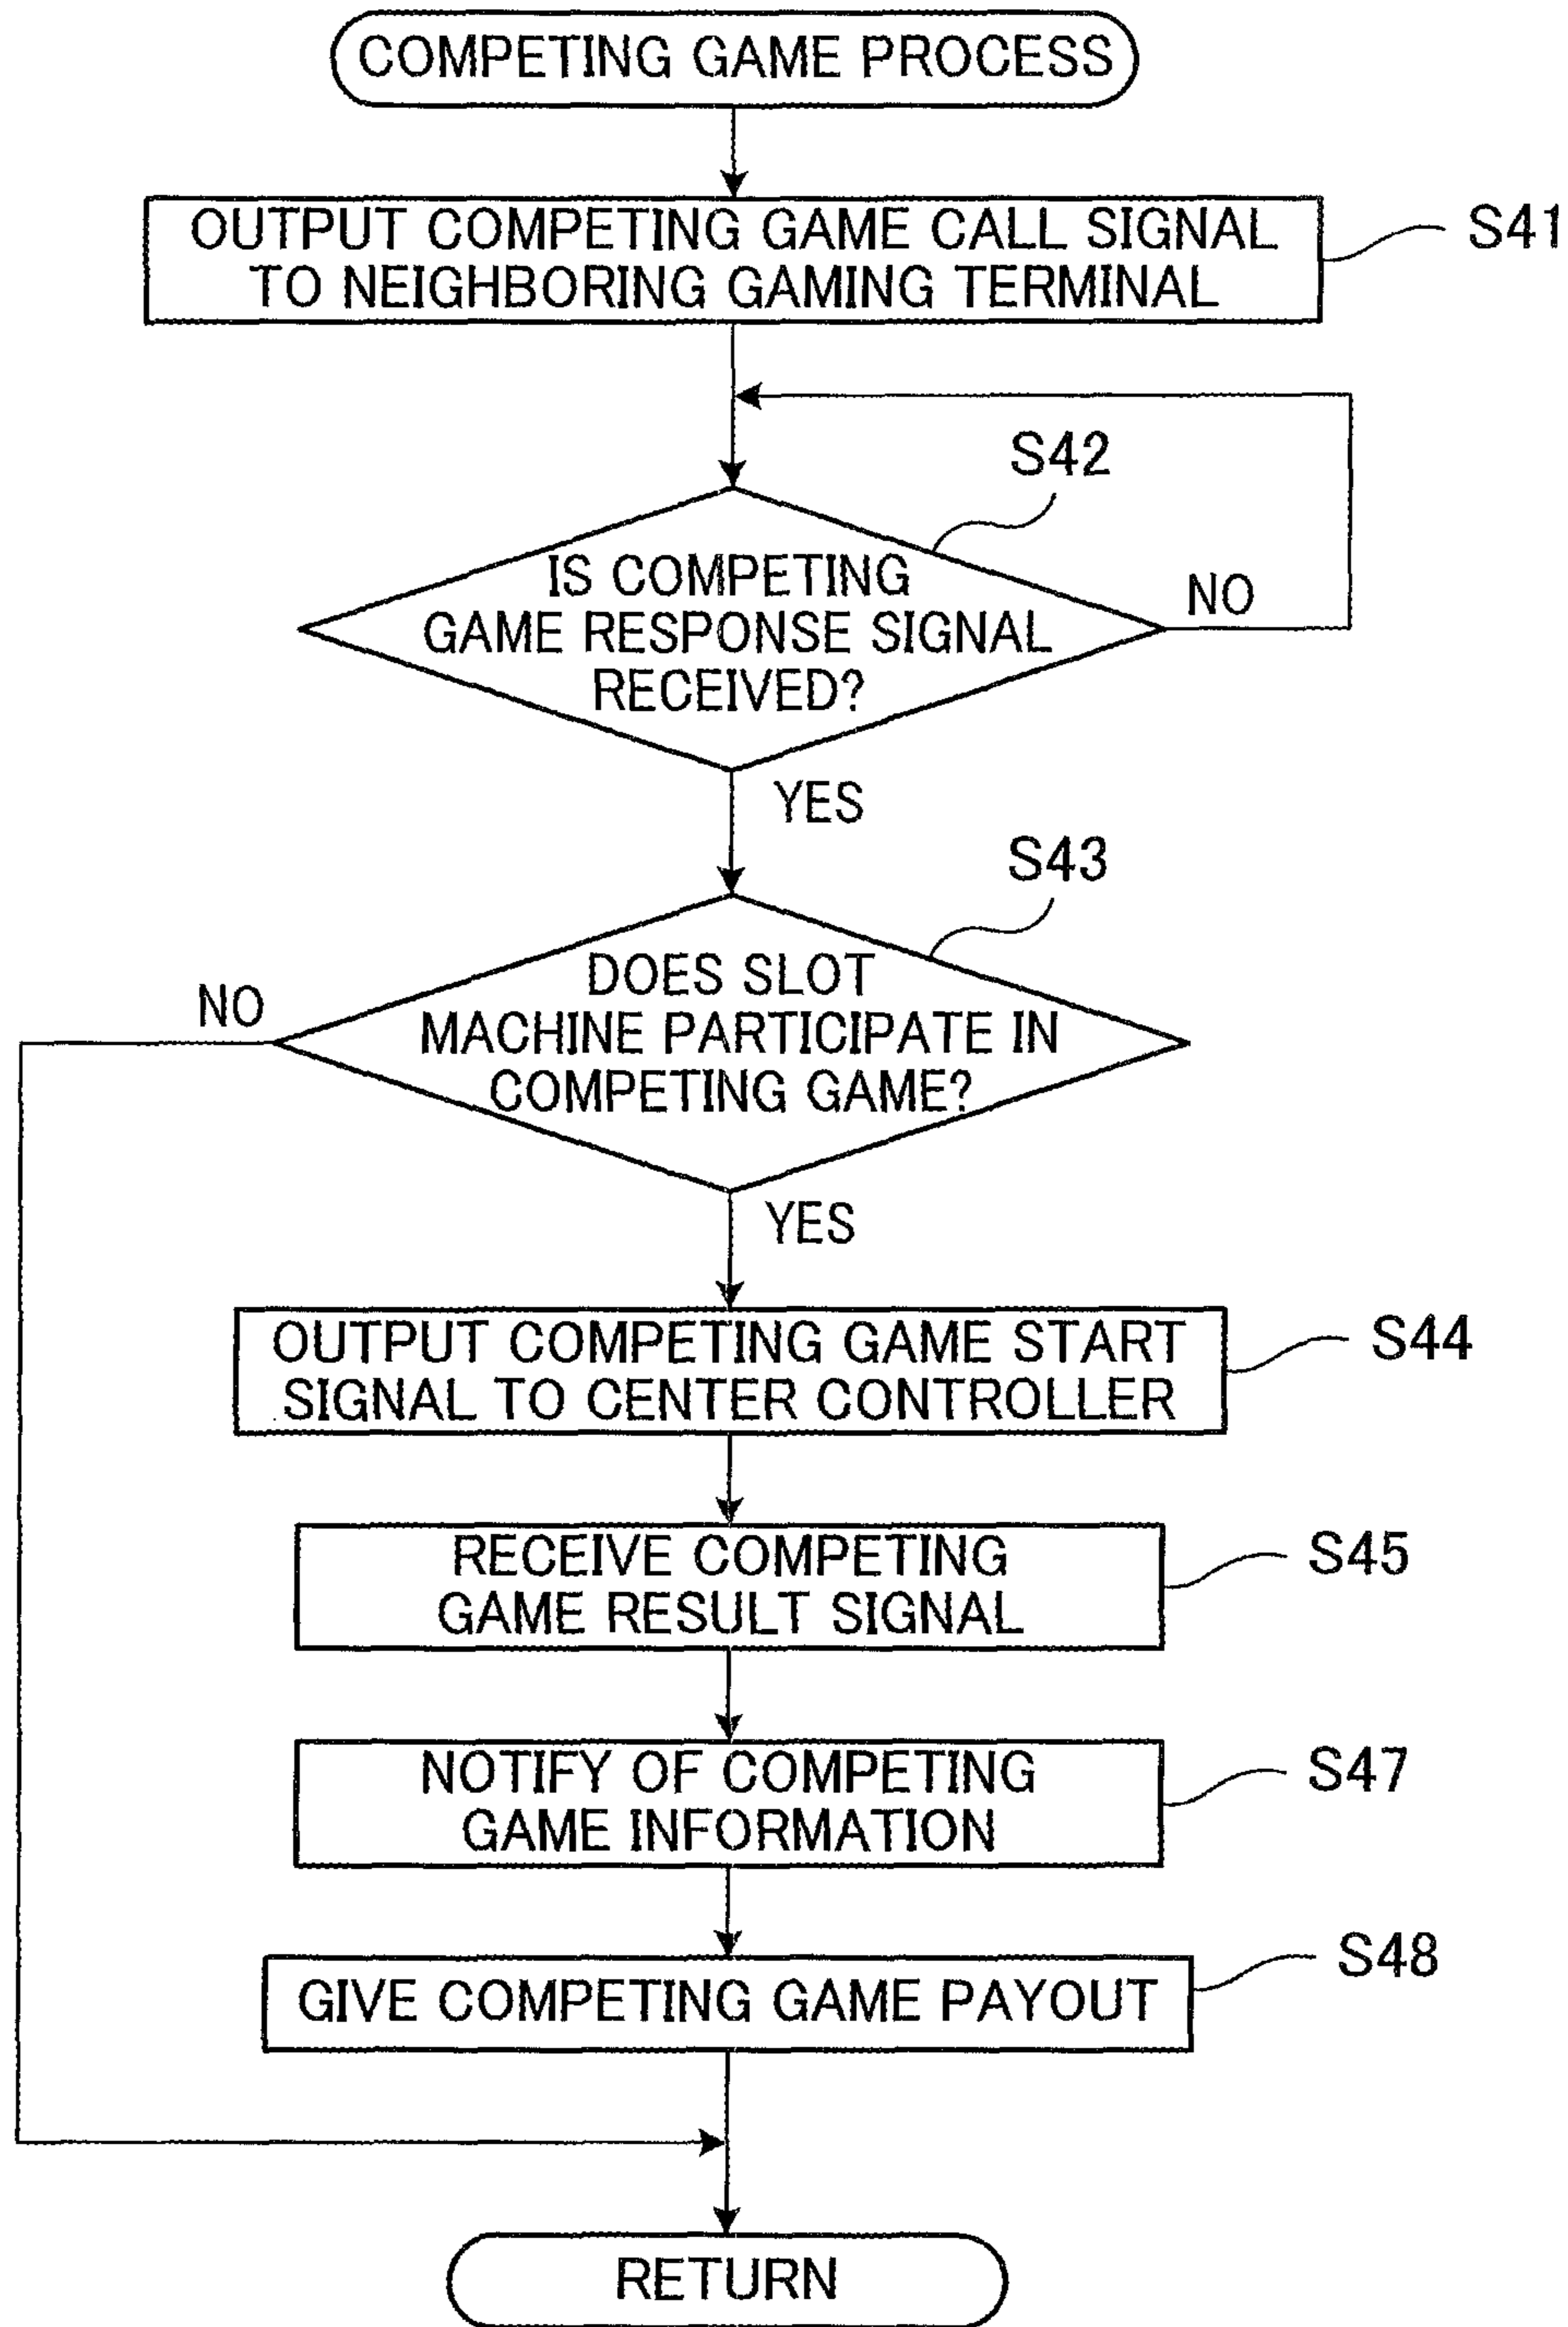 COMPETING GAME PROCESS
OUTPUT COMPETING GAME CALL SIGNAL
TO NEIGHBORING GAMING TERMINAL
S41
S42
IS COMPETING
GAME RESPONSE SIGNAL
RECEIVED?
NO
YES
S43
DOES SLOT
MACHINE PARTICIPATE IN
COMPETING GAME?
NO
YES
OUTPUT COMPETING GAME START
SIGNAL TO CENTER CONTROLLER
S44
RECEIVE COMPETING
GAME RESULT SIGNAL
S45
NOTIFY OF COMPETING
GAME INFORMATION
S47
GIVE COMPETING GAME PAYOUT
S48
RETURN